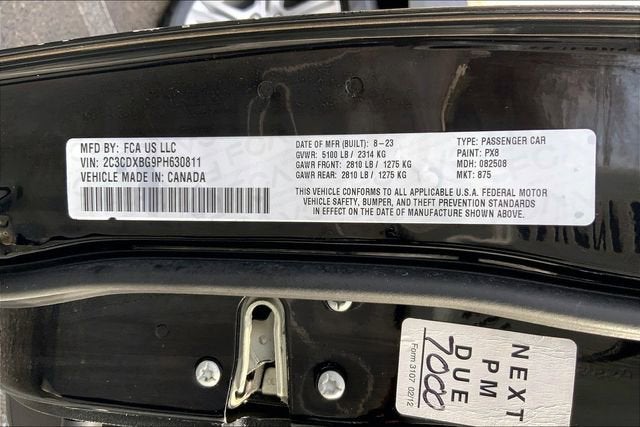 MFD BY: FCA US LLC
VIN: 2C3CDXBG9PH630811
VEHICLE MADE IN: CANADA
DATE OF MFR (BUILT): 8-23
GVWR: 5100 LB / 2314 KG
GAWR FRONT: 2810 LB / 1275 KG
GAWR REAR: 2810 LB / 1275 KG
TYPE: PASSENGER CAR
PAINT: PX8
MDH: 082508
MKT: 875
THIS VEHICLE CONFORMS TO ALL APPLICABLE U.S.A. FEDERAL MOTOR
VEHICLE SAFETY, BUMPER, AND THEFT PREVENTION STANDARDS
IN EFFECT ON THE DATE OF MANUFACTURE SHOWN ABOVE.
NEXT
PM
DUE
7000
Form 3107 02/12